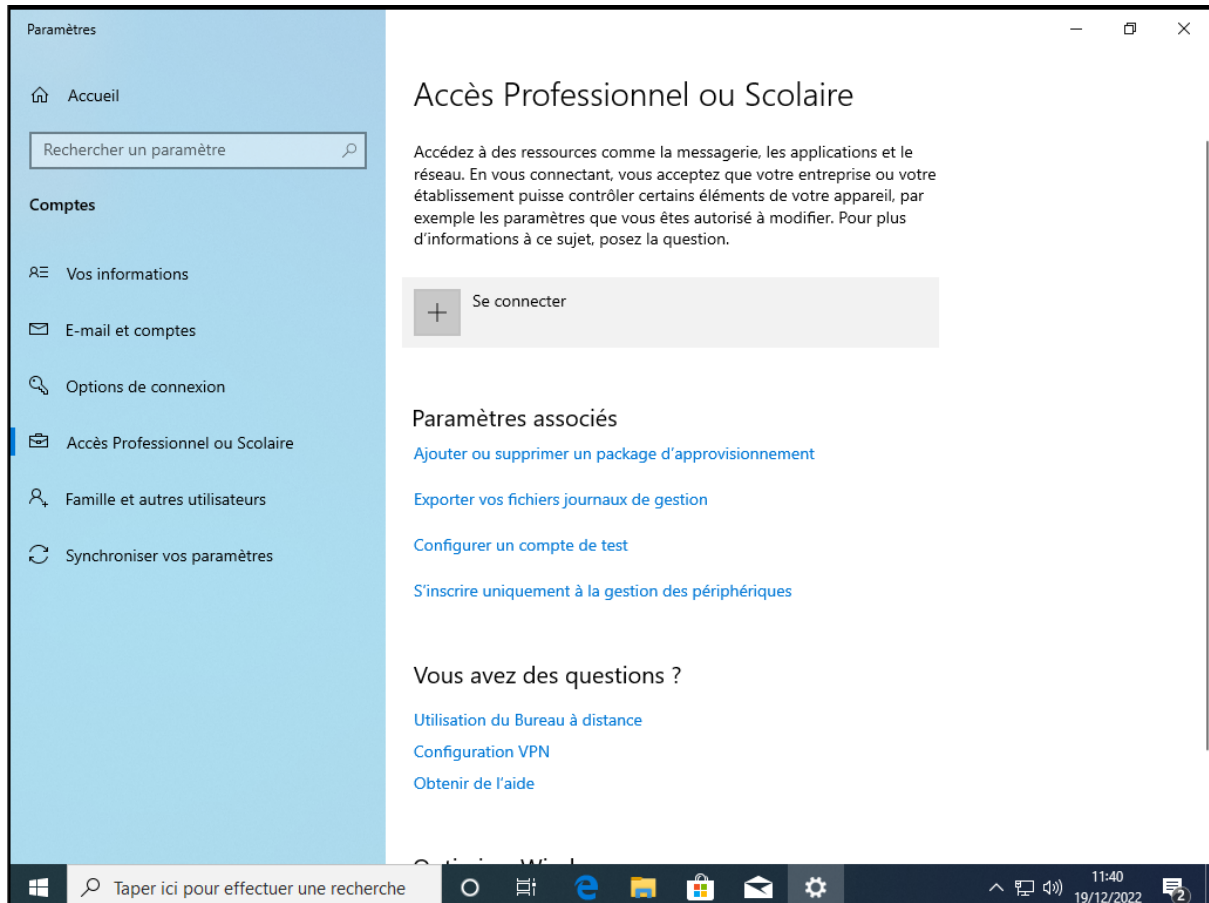 Paramètres
Accueil
Rechercher un paramètre
Comptes
Vos informations
E-mail et comptes
Options de connexion
Accès Professionnel ou Scolaire
Famille et autres utilisateurs
Synchroniser vos paramètres
Accès Professionnel ou Scolaire
Accédez à des ressources comme la messagerie, les applications et le
réseau. En vous connectant, vous acceptez que votre entreprise ou votre
établissement puisse contrôler certains éléments de votre appareil, par
exemple les paramètres que vous êtes autorisé à modifier. Pour plus
d’informations à ce sujet, posez la question.
Se connecter
Paramètres associés
Ajouter ou supprimer un package d’approvisionnement
Exporter vos fichiers journaux de gestion
Configurer un compte de test
S’inscrire uniquement à la gestion des périphériques
Vous avez des questions ?
Utilisation du Bureau à distance
Configuration VPN
Obtenir de l’aide
Taper ici pour effectuer une recherche
11:40
19/12/2022
2